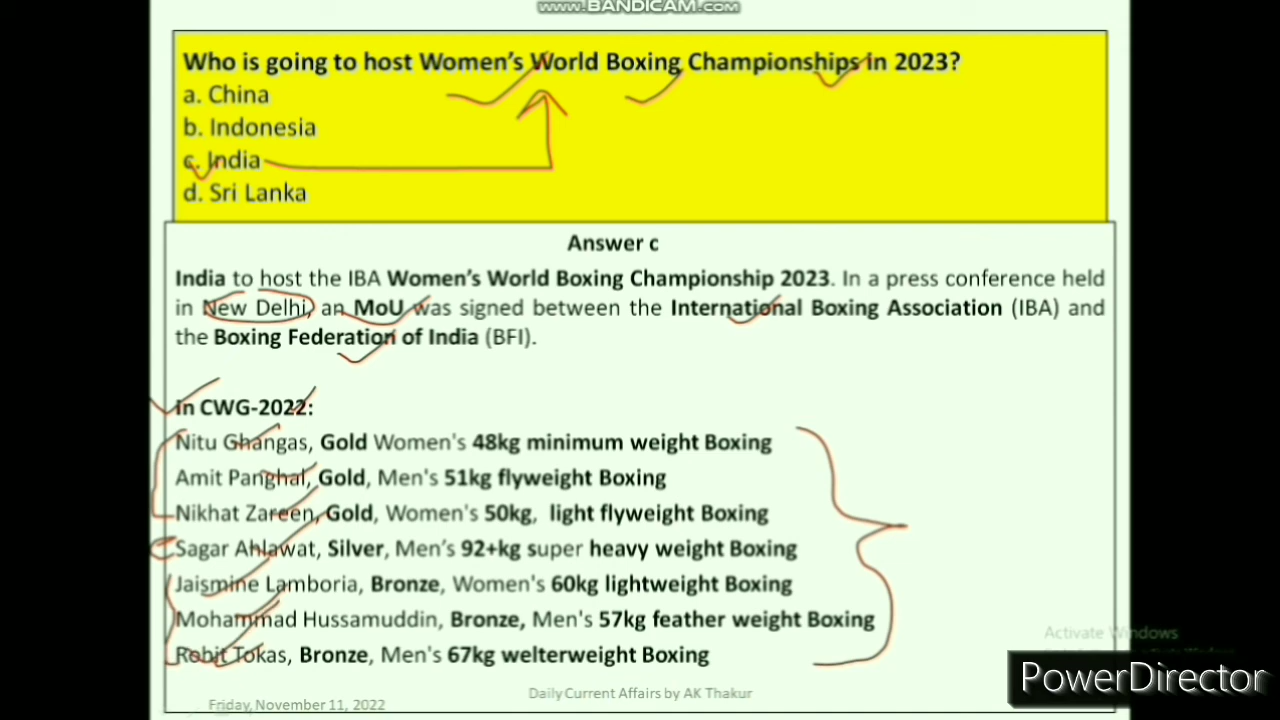 www.BANDICAM.com
Who is going to host Women's World Boxing Championships in 2023?
a. China
b. Indonesia
c. India
d. Sri Lanka
Answer c
India to host the IBA Women's World Boxing Championship 2023. In a press conference held
in New Delhi, an MoU was signed between the International Boxing Association (IBA) and
the Boxing Federation of India (BFI).
In CWG-2022:
Nitu Ghangas, Gold Women's 48kg minimum weight Boxing
Amit Panghal, Gold, Men's 51kg flyweight Boxing
Nikhat Zareen, Gold, Women's 50kg, light flyweight Boxing
Sagar Ahlawat, Silver, Men's 92+kg super heavy weight Boxing
Jaismine Lamboria, Bronze, Women's 60kg lightweight Boxing
Mohammad Hussamuddin, Bronze, Men's 57kg feather weight Boxing
Rohit Tokas, Bronze, Men's 67kg welterweight Boxing
Activate Windows
PowerDirector
Daily Current Affairs by AK Thakur
Friday, November 11, 2022